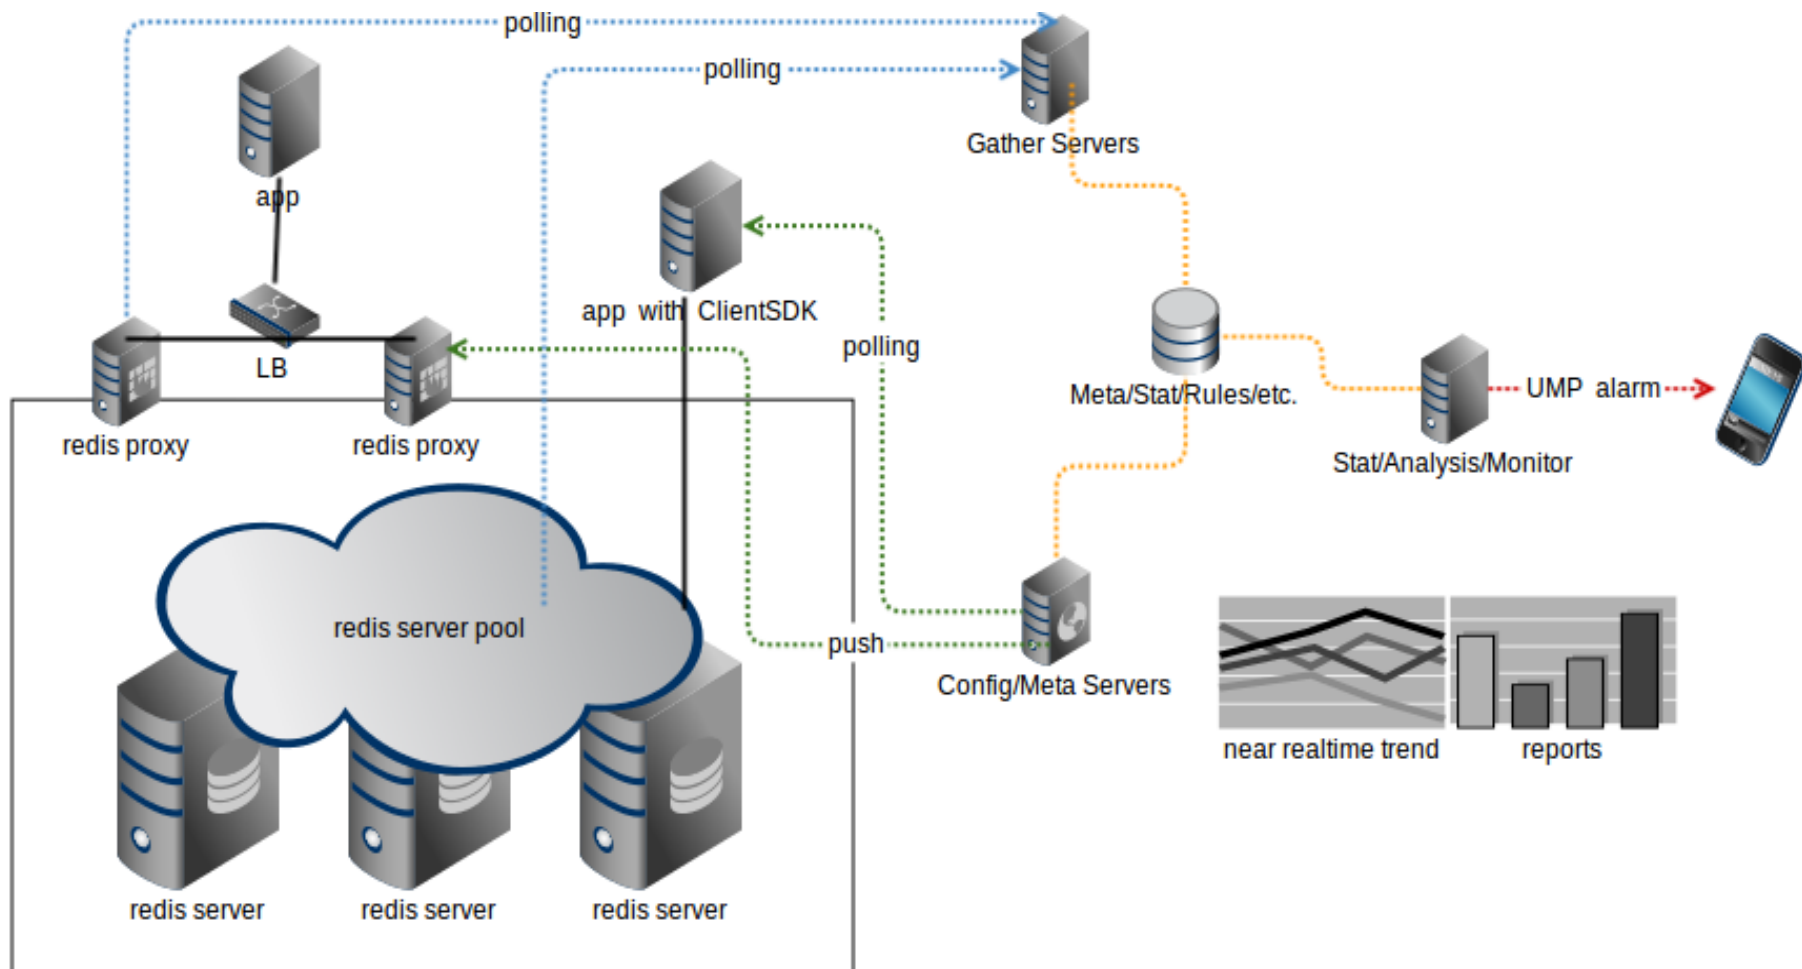 polling
polling
app
Gather Servers
app with ClientSDK
polling
LB
Meta/Stat/Rules/etc.
UMP alarm
redis proxy
redis proxy
Stat/Analysis/Monitor
redis server pool
push
Config/Meta Servers
near realtime trend
reports
redis server
redis server
redis server